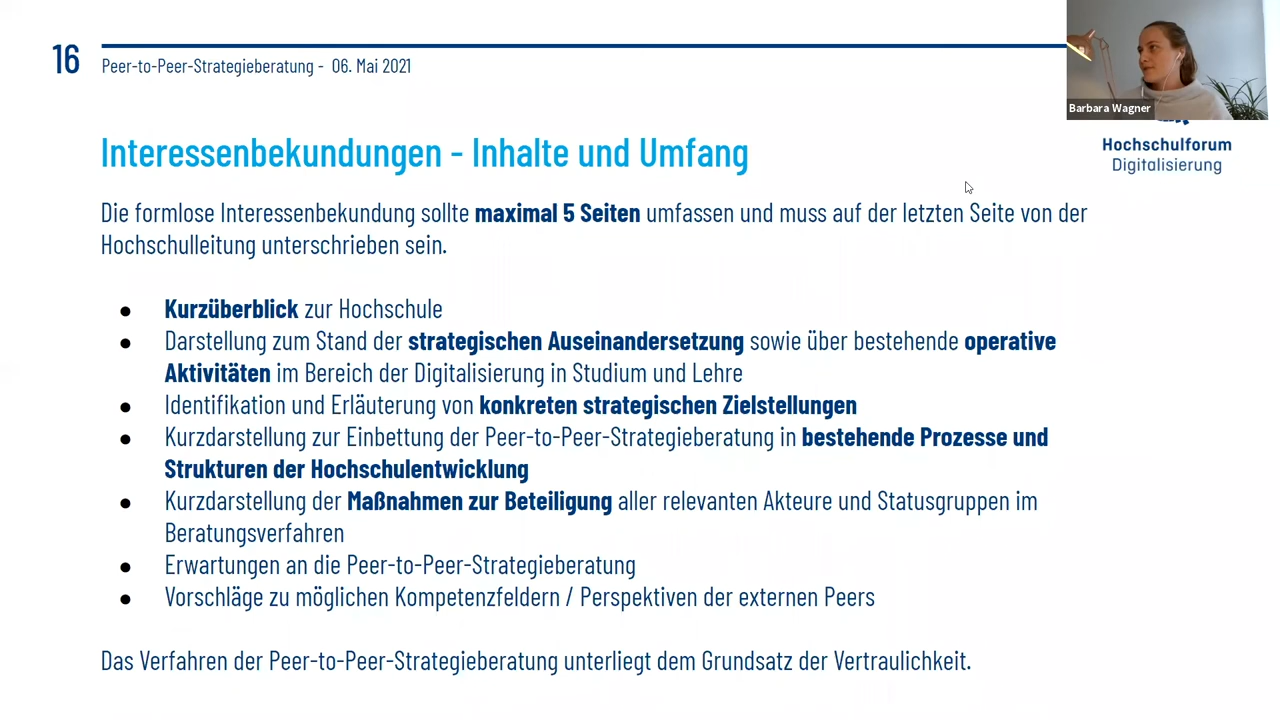 16
Peer-to-Peer-Strategieberatung - 06. Mai 2021
Barbara Wagner
Hochschulforum
Digitalisierung
Interessenbekundungen - Inhalte und Umfang
Die formlose Interessenbekundung sollte maximal 5 Seiten umfassen und muss auf der letzten Seite von der
Hochschulleitung unterschrieben sein.
● Kurzüberblick zur Hochschule
● Darstellung zum Stand der strategischen Auseinandersetzung sowie über bestehende operative
Aktivitäten im Bereich der Digitalisierung in Studium und Lehre
● Identifikation und Erläuterung von konkreten strategischen Zielstellungen
● Kurzdarstellung zur Einbettung der Peer-to-Peer-Strategieberatung in bestehende Prozesse und
Strukturen der Hochschulentwicklung
● Kurzdarstellung der Maßnahmen zur Beteiligung aller relevanten Akteure und Statusgruppen im
Beratungsverfahren
● Erwartungen an die Peer-to-Peer-Strategieberatung
● Vorschläge zu möglichen Kompetenzfeldern / Perspektiven der externen Peers
Das Verfahren der Peer-to-Peer-Strategieberatung unterliegt dem Grundsatz der Vertraulichkeit.